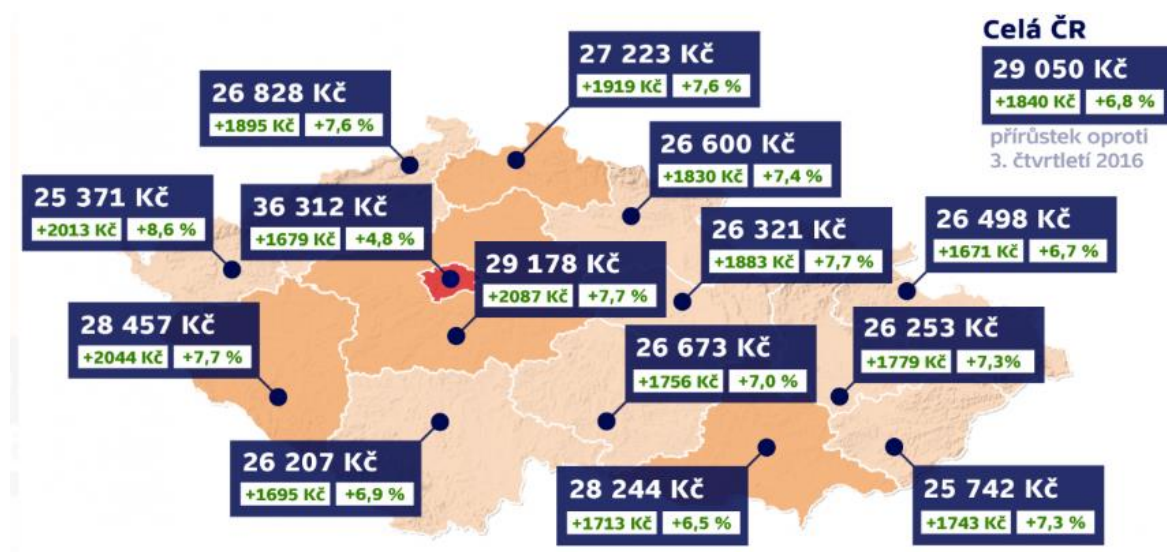 Celá ČR
29 050 Kč
+1840 Kč +6,8 %
přírůstek oproti
3. čtvrtletí 2016
27 223 Kč
+1919 Kč +7,6 %
26 828 Kč
+1895 Kč +7,6 %
26 600 Kč
+1830 Kč +7,4 %
25 371 Kč
+2013 Kč +8,6 %
36 312 Kč
+1679 Kč +4,8 %
26 321 Kč
+1883 Kč +7,7 %
26 498 Kč
+1671 Kč +6,7 %
29 178 Kč
+2087 Kč +7,7 %
28 457 Kč
+2044 Kč +7,7 %
26 673 Kč
+1756 Kč +7,0 %
26 253 Kč
+1779 Kč +7,3%
26 207 Kč
+1695 Kč +6,9 %
28 244 Kč
+1713 Kč +6,5 %
25 742 Kč
+1743 Kč +7,3 %